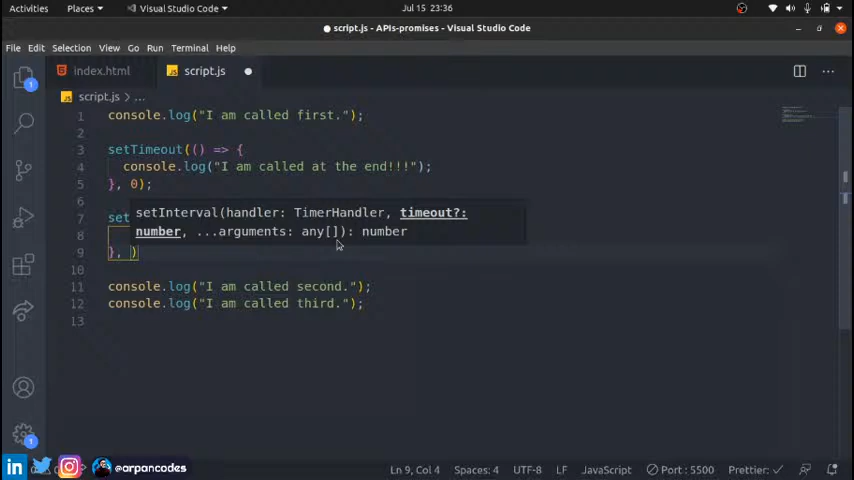 Activities Places Visual Studio Code Jul 15 23:36
script.js - APIs-promises - Visual Studio Code
File Edit Selection View Go Run Terminal Help
index.html script.js
script.js > ...
1 console.log("I am called first.");
2
3 setTimeout(() => {
4 console.log("I am called at the end!!!");
5 }, 0);
6
7 set
setInterval(handler: TimerHandler, timeout?:
8
number, ...arguments: any[]): number
9 }, )
10
11 console.log("I am called second.");
12 console.log("I am called third.");
13
1
1
in @arpancodes
Ln 9, Col 4 Spaces: 4 UTF-8 LF JavaScript Port : 5500 Prettier: ✓